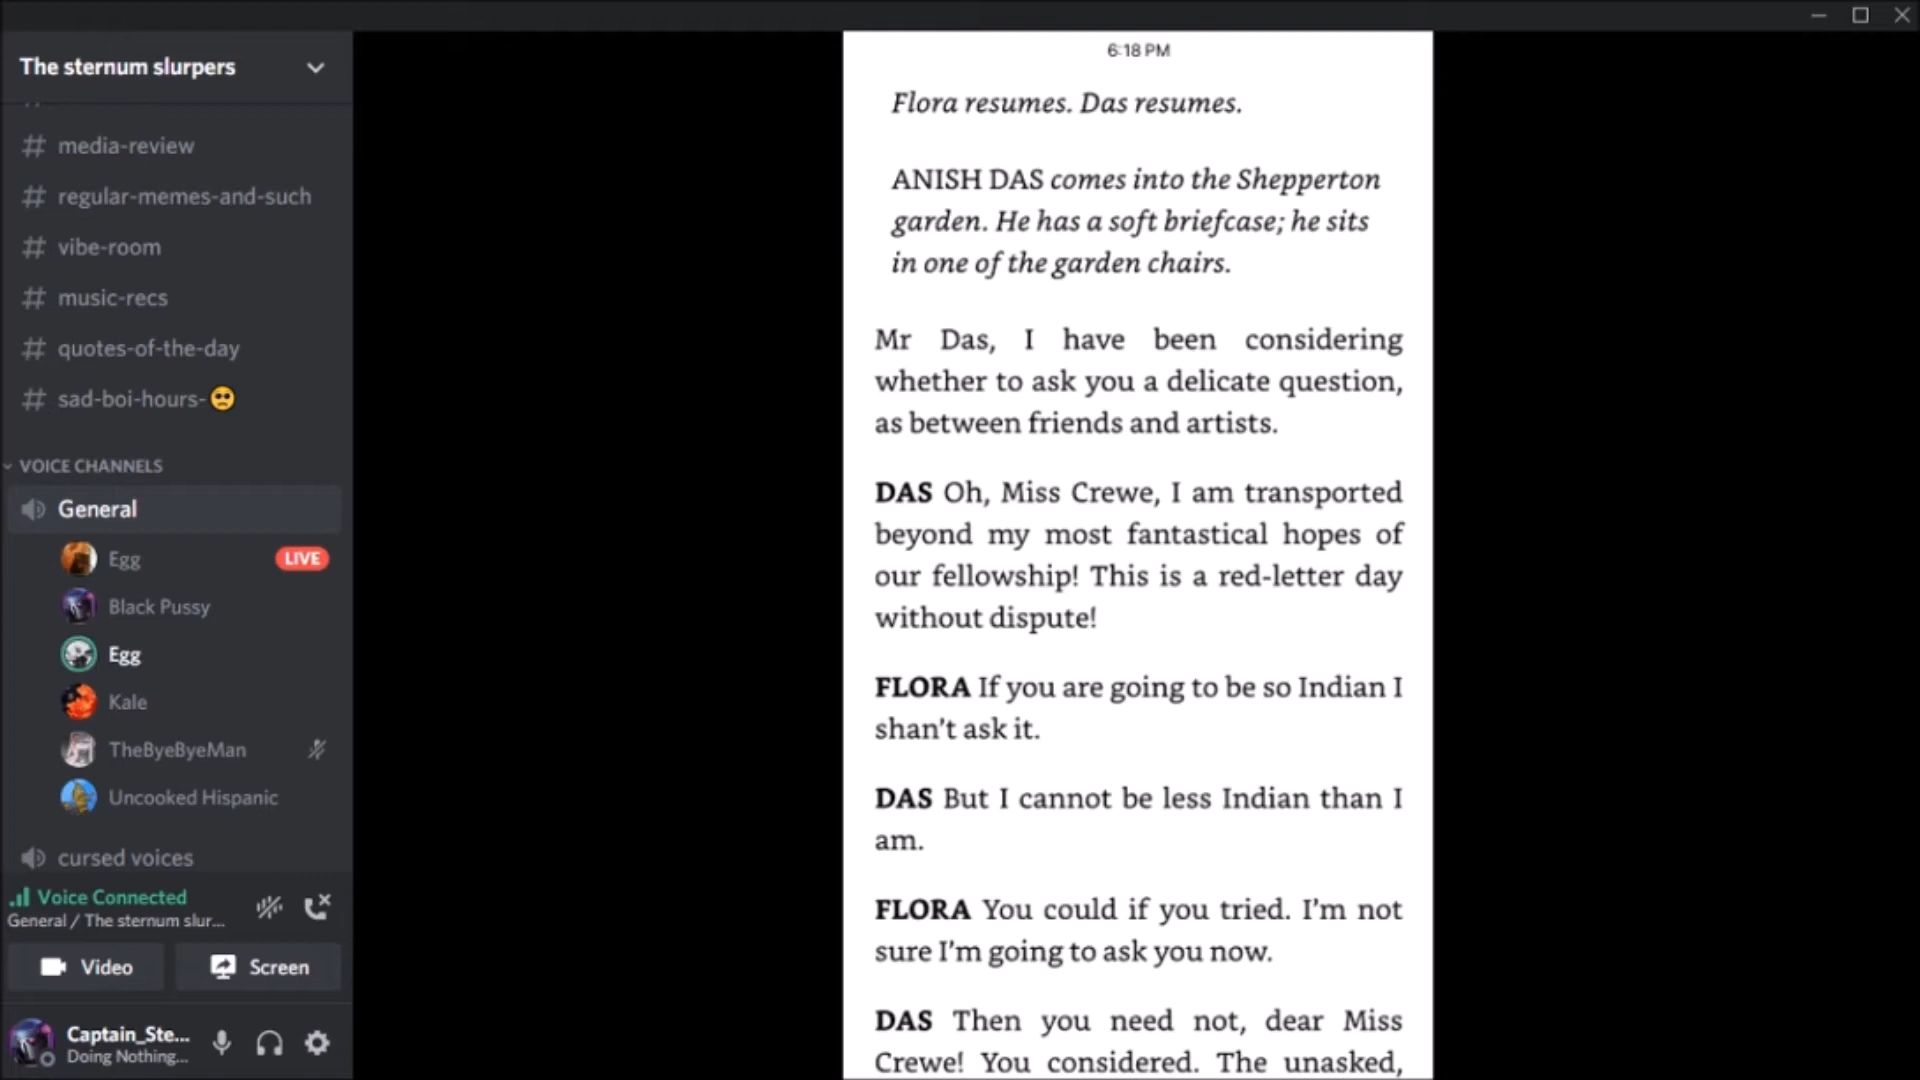 The sternum slurpers
media-review
regular-memes-and-such
vibe-room
music-recs
quotes-of-the-day
sad-boi-hours-🥺
VOICE CHANNELS
General
Egg
LIVE
Black Pussy
Egg
Kale
TheByeByeMan
Uncooked Hispanic
cursed voices
Voice Connected
General / The sternum slur...
Video
Screen
Captain_Ste...
Doing Nothing...
6:18 PM
Flora resumes. Das resumes.
ANISH DAS comes into the Shepperton
garden. He has a soft briefcase; he sits
in one of the garden chairs.
Mr Das, I have been considering
whether to ask you a delicate question,
as between friends and artists.
DAS Oh, Miss Crewe, I am transported
beyond my most fantastical hopes of
our fellowship! This is a red-letter day
without dispute!
FLORA If you are going to be so Indian I
shan't ask it.
DAS But I cannot be less Indian than I
am.
FLORA You could if you tried. I'm not
sure I'm going to ask you now.
DAS Then you need not, dear Miss
Crewe! You considered. The unasked,